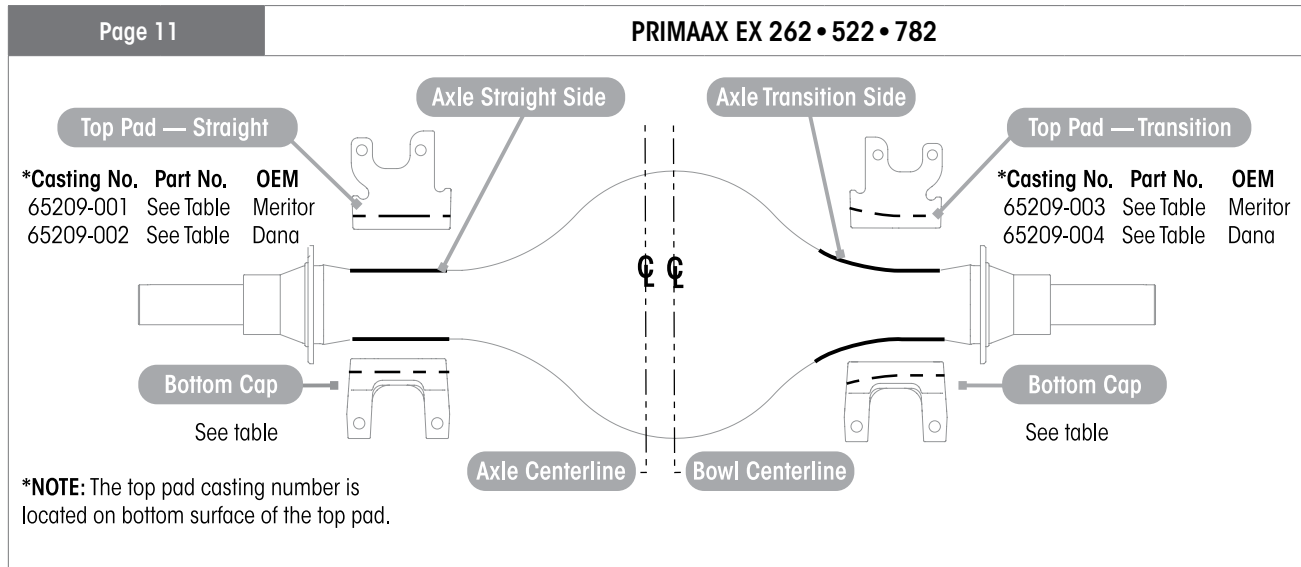 Page 11
PRIMAAX EX 262 • 522 • 782
Axle Straight Side
Axle Transition Side
Top Pad — Straight
Top Pad — Transition
*Casting No. Part No. OEM
65209-001 See Table Meritor
65209-002 See Table Dana
*Casting No. Part No. OEM
65209-003 See Table Meritor
65209-004 See Table Dana
℄ ℄
Bottom Cap
Bottom Cap
See table
See table
Axle Centerline
Bowl Centerline
*NOTE: The top pad casting number is
located on bottom surface of the top pad.